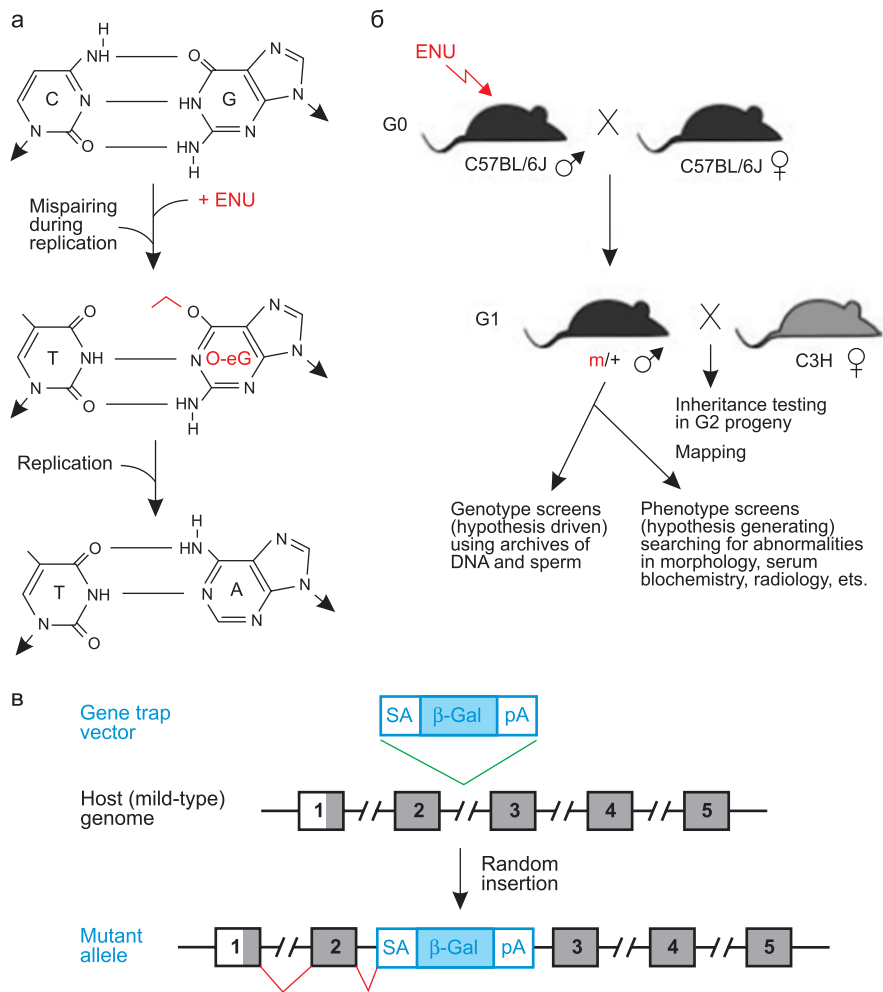 а
H
NH
O
N
C
N
HN
G
N
N
O
N
NH
H
Mispairing
during
replication
+ ENU
O
O
N
T
NH
N
O-eG
N
N
O
N
HN
H
Replication
H
O
HN
N
T
NH
N
A
N
N
N
O
б
ENU
G0
C57BL/6J ♂
C57BL/6J ♀
G1
m/+ ♂
C3H ♀
Inheritance testing
in G2 progeny
Mapping
Genotype screens
(hypothesis driven)
using archives of
DNA and sperm
Phenotype screens
(hypothesis generating)
searching for abnormalities
in morphology, serum
blochemistry, radiology, ets.
в
Gene trap
vector
SA β-Gal pA
Host (mild-type)
genome
1 2 3 4 5
Random
insertion
Mutant
allele
1 2 SA β-Gal pA 3 4 5